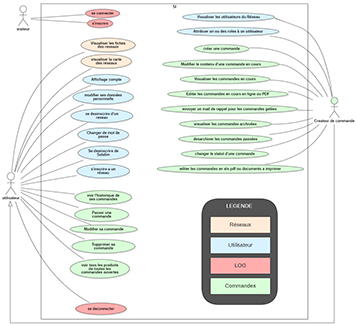 SI
se connecter
s'inscrire
visiteur
Visualiser les fiches
des reseaux
visualiser la carte
des reseaux
Affichage compte
modifier ses données
personnelle
se desinscrire d'un
reseau
Changer de mot de
passe
Se desinscrire de
s'inscrire a un
réseau
utilisateur
voir l'historique de
ses commandes
Passer une
commande
Modifier sa commande
Supprimer sa
commande
voir tous les produits
de toutes les
commandes ouvertes
se deconnecter
Visualiser les utilisateurs du Réseau
Attribuer un ou des roles à un utilisateur
créer une commande
Modifier le contenu d'une commande en cours
Visualiser les commandes en cours
Editer les commandes en cours en ligne ou PDF
envoyer un mail de rappel pour les commandes gelées
visualiser les commandes archivées
désarchiver les commandes passées
changer le statut d'une commande
editer les commandes en xls pdf ou documents a imprimer
Createur de commande
LEGENDE
Réseaux
Utilisateur
LOG
Commandes